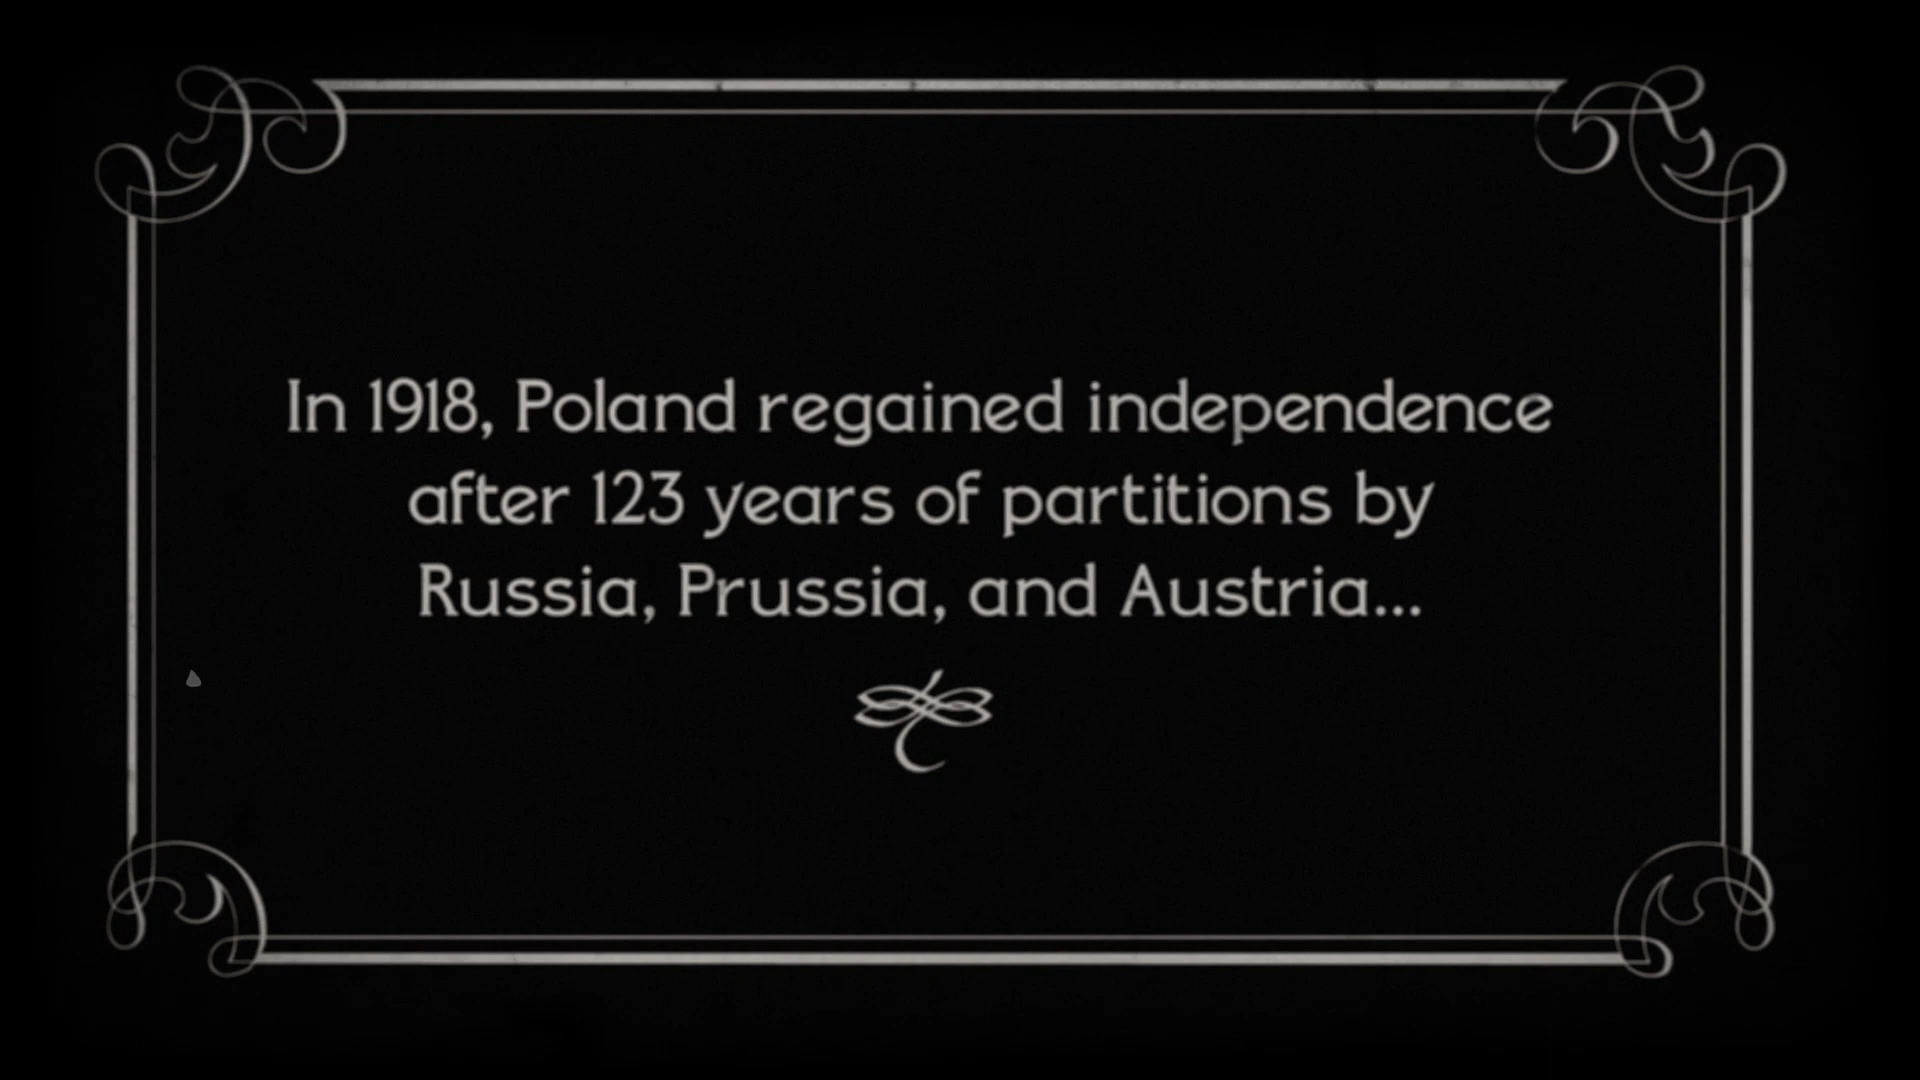 In 1918, Poland regained independence
after 123 years of partitions by
Russia, Prussia, and Austria...